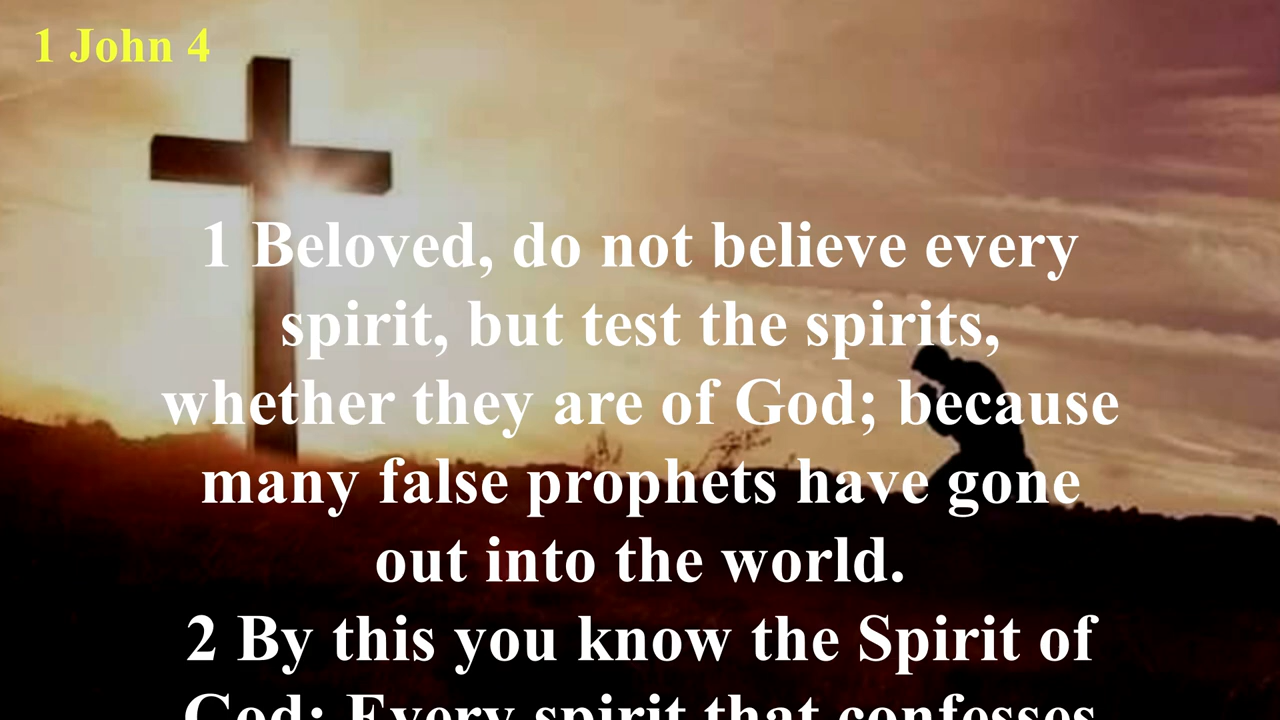 1 John 4
1 Beloved, do not believe every
spirit, but test the spirits,
whether they are of God; because
many false prophets have gone
out into the world.
2 By this you know the Spirit of
God: Every spirit that confesses